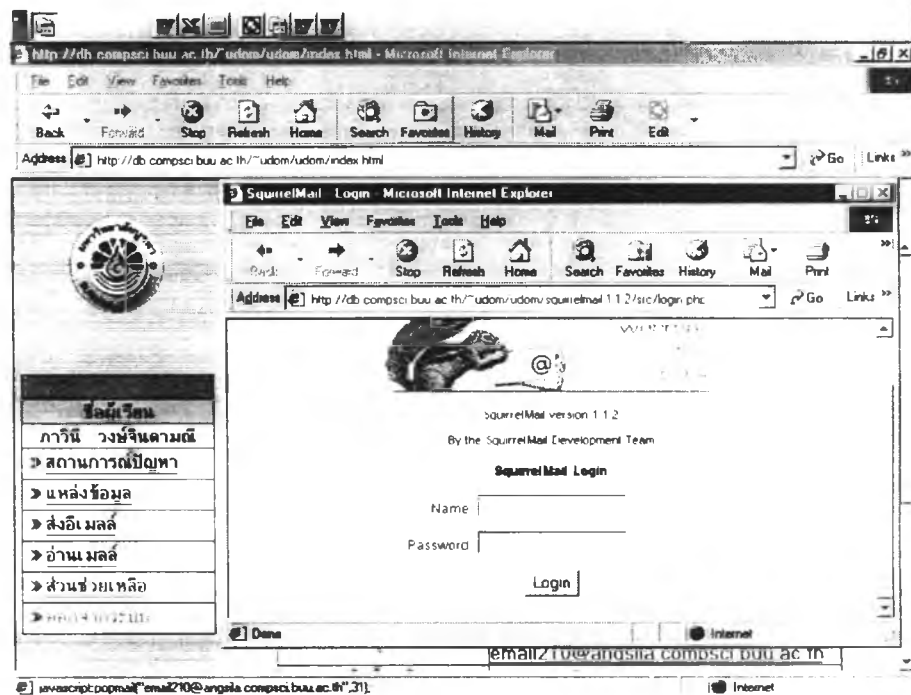 http://db.compsci.buu.ac.th/~udom/udom/index.html - Microsoft Internet Explorer
File Edit View Favorites Tools Help
Back Forward Stop Refresh Home Search Favorites History Mail Print Edit
Address http://db.compsci.buu.ac.th/~udom/udom/index.html Go Links
SquirrelMail - Login - Microsoft Internet Explorer
File Edit View Favorites Tools Help
Back Forward Stop Refresh Home Search Favorites History Mail Print
Address http://db.compsci.buu.ac.th/~udom/udom/squirrelmail-1.1.2/src/login.php Go Links
@
SquirrelMail version 1.1.2
By the SquirrelMail Development Team
SquirrelMail Login
Name
Password
Login
ชื่อผู้เรียน
ภาวินี วงษ์จินดามณี
» สถานการณ์ปัญหา
» แหล่งข้อมูล
» ส่งอีเมลล์
» อ่านเมลล์
» ส่วนช่วยเหลือ
Done Internet
email210@angsila.compsci.buu.ac.th
javascript:popmail("email210@angsila.compsci.buu.ac.th",31); Internet